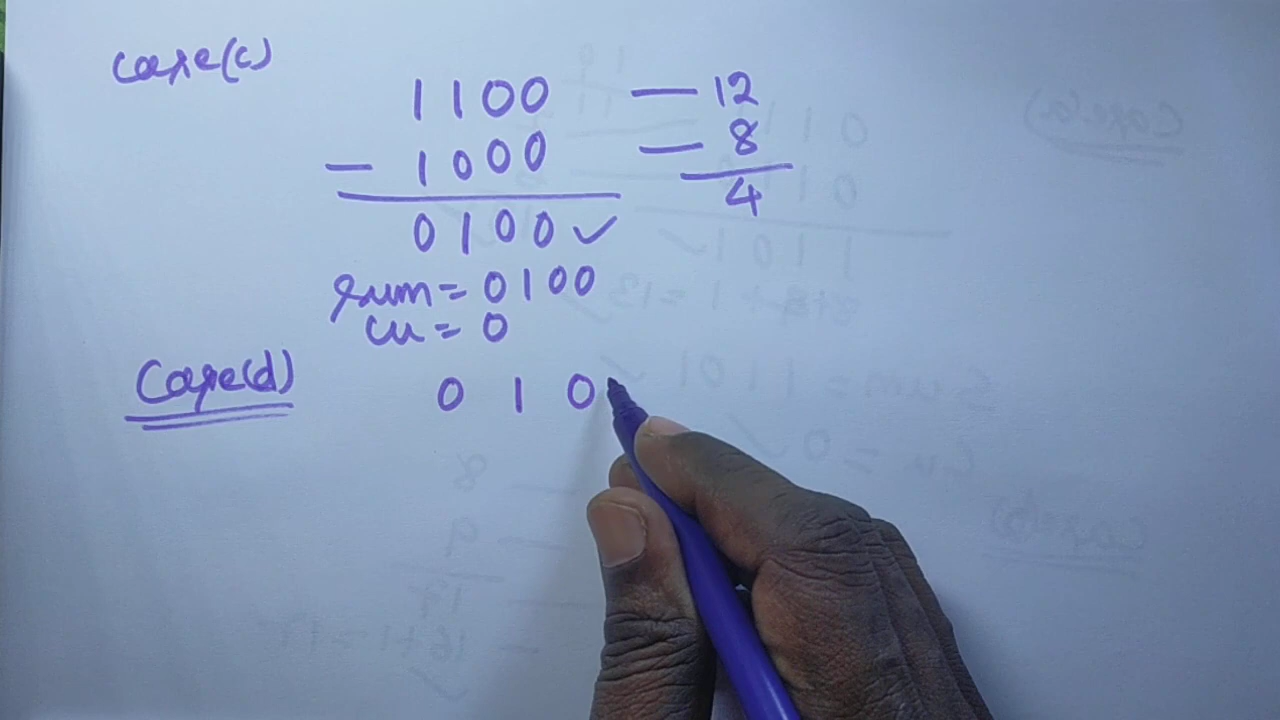 Case(c)
1100 — 12
- 1000 — 8
0100 ✓ 4
sum = 0100
cu = 0
Case(d) 0 1 0